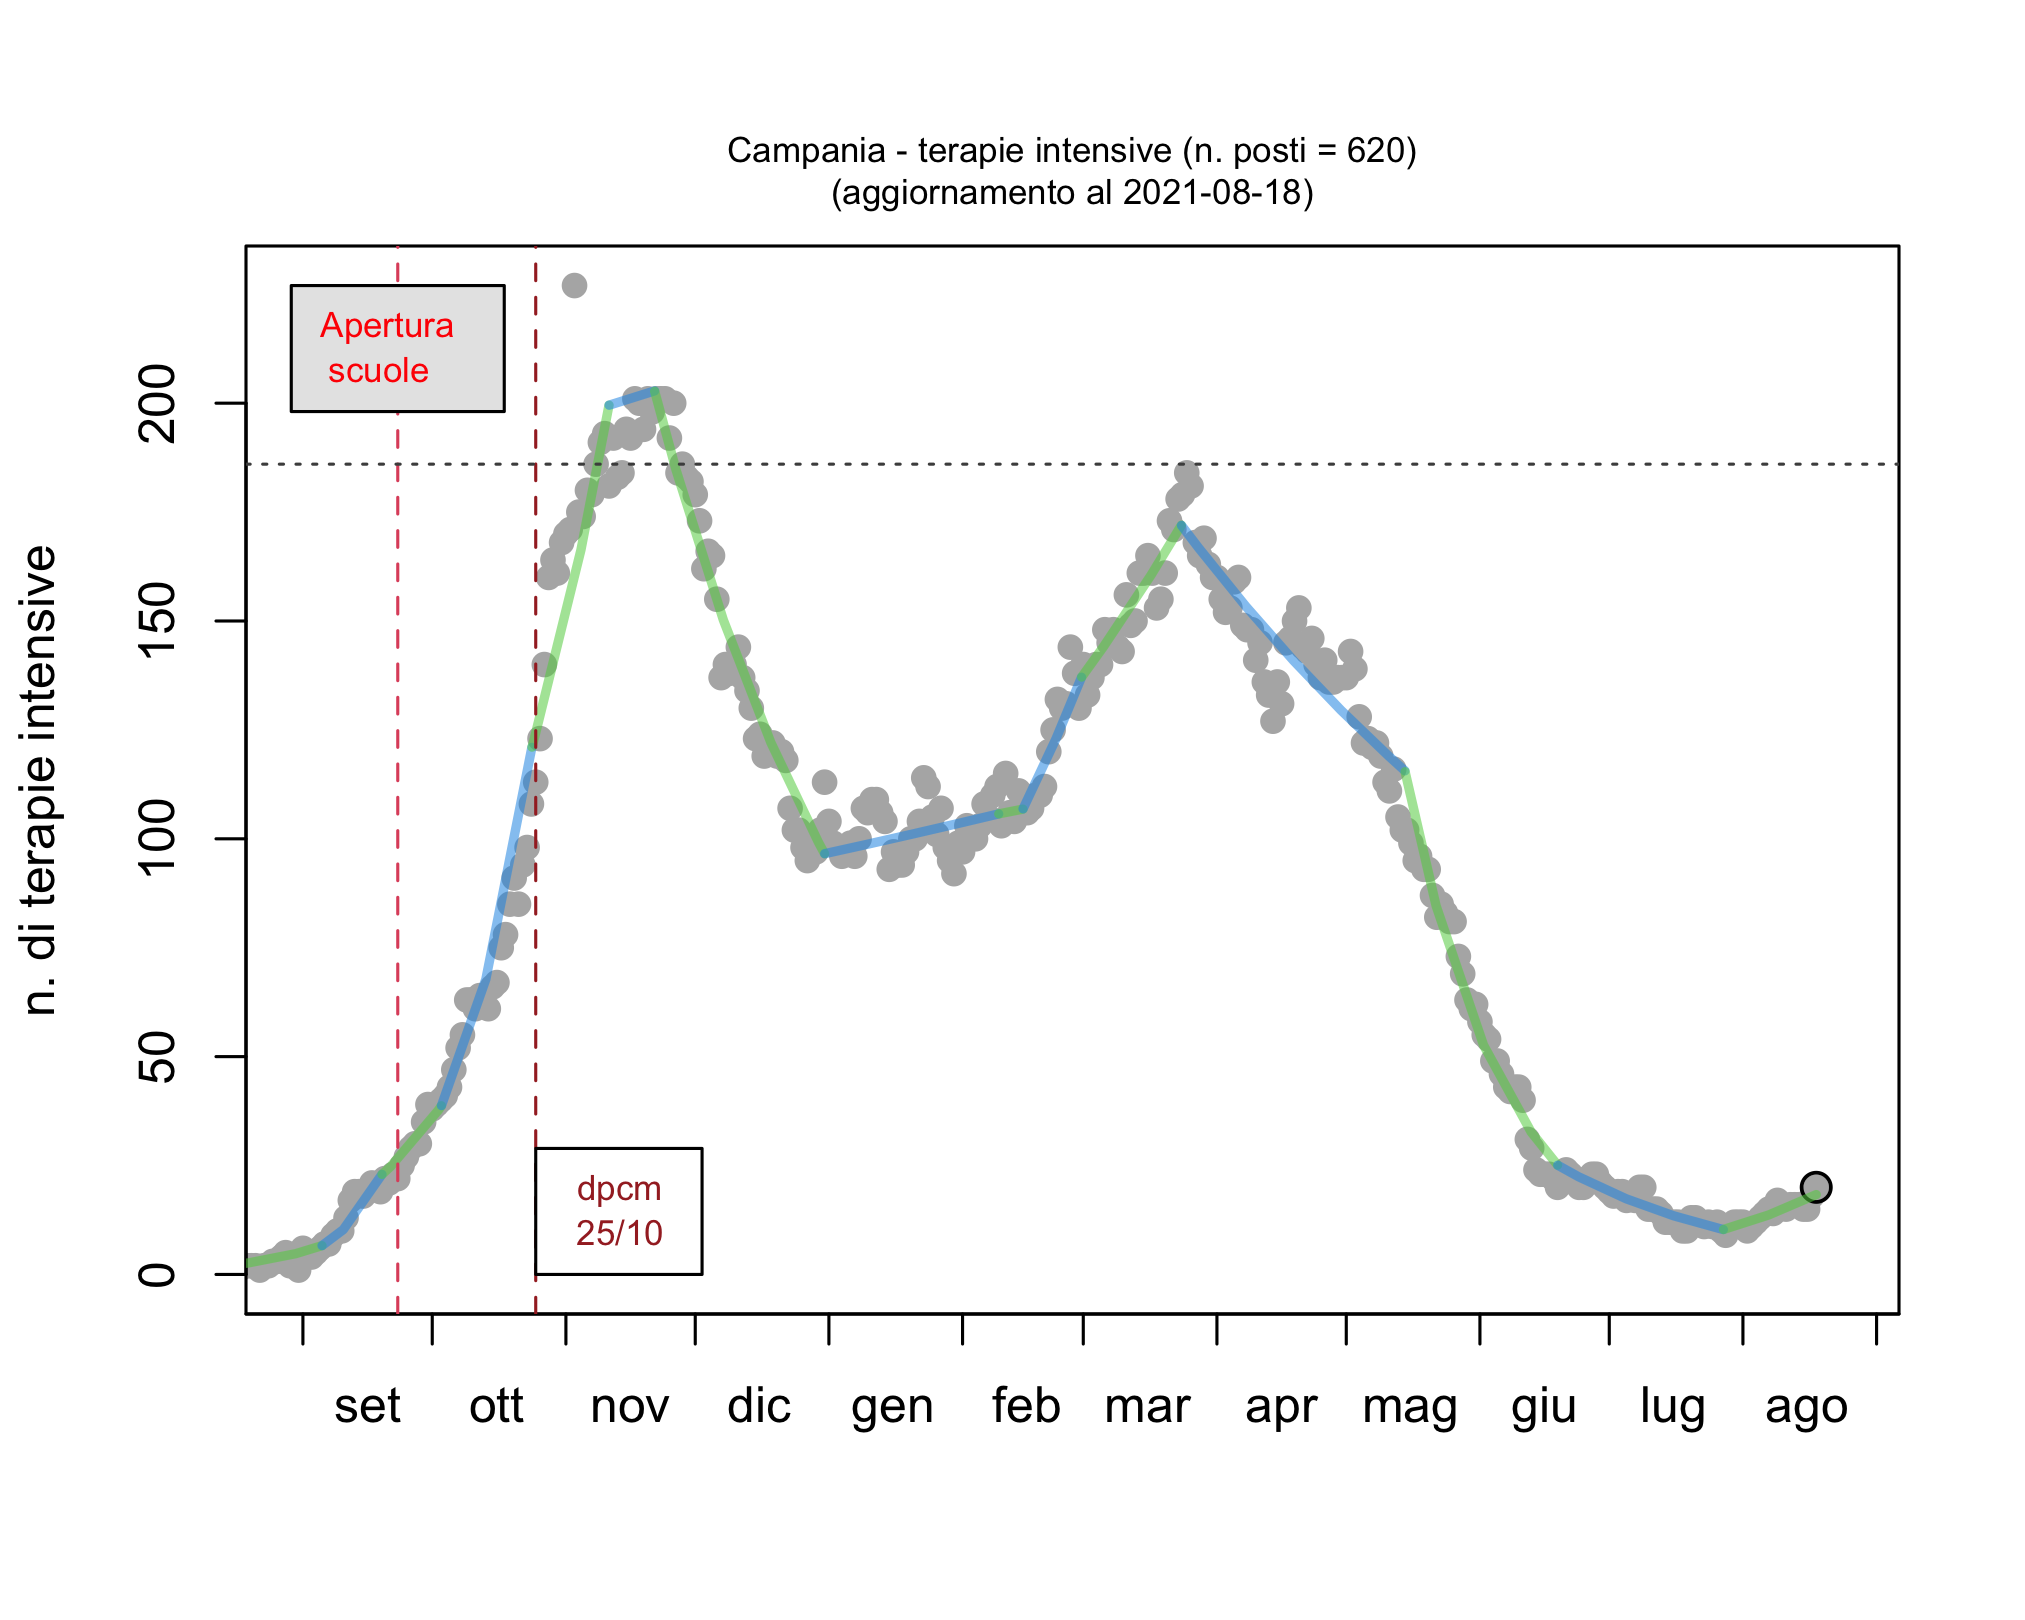 Campania - terapie intensive (n. posti = 620)
(aggiornamento al 2021-08-18)
Apertura
scuole
dpcm
25/10
n. di terapie intensive
200
150
100
50
0
set ott nov dic gen feb mar apr mag giu lug ago